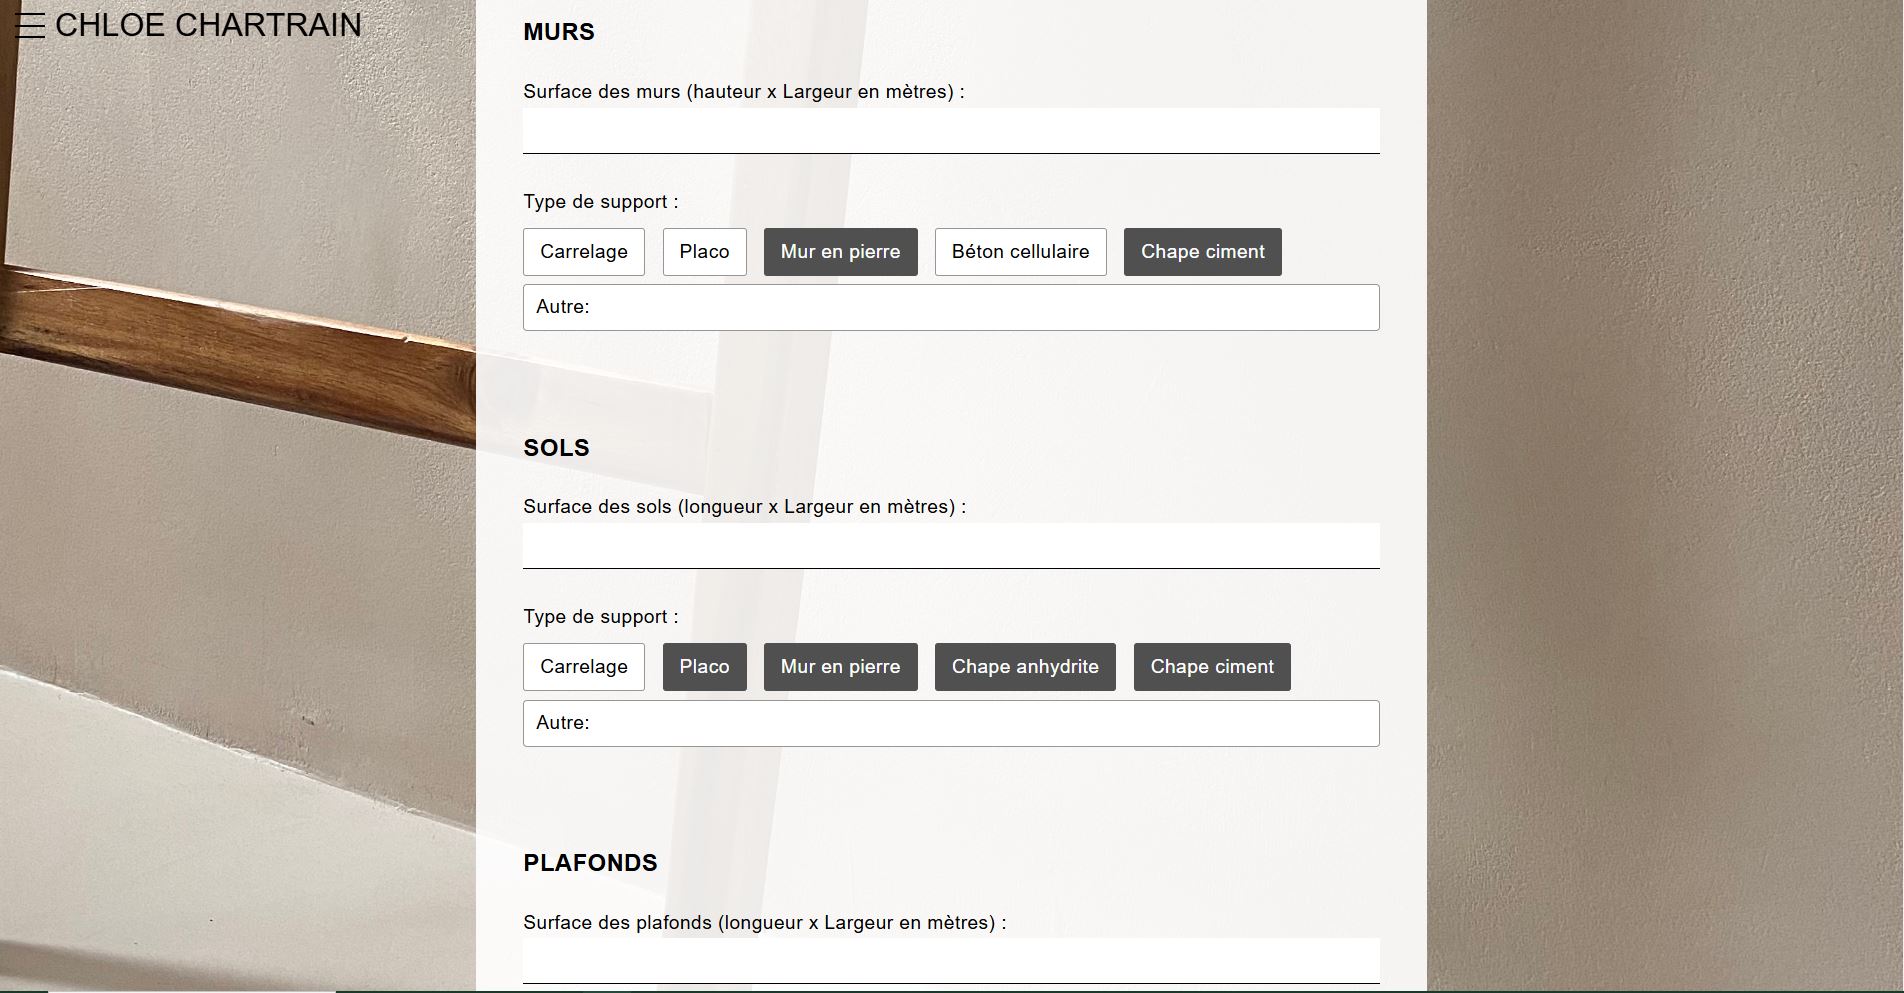 CHLOE CHARTRAIN
MURS
Surface des murs (hauteur x Largeur en mètres) :
Type de support :
Carrelage Placo Mur en pierre Béton cellulaire Chape ciment
Autre:
SOLS
Surface des sols (longueur x Largeur en mètres) :
Type de support :
Carrelage Placo Mur en pierre Chape anhydrite Chape ciment
Autre:
PLAFONDS
Surface des plafonds (longueur x Largeur en mètres) :